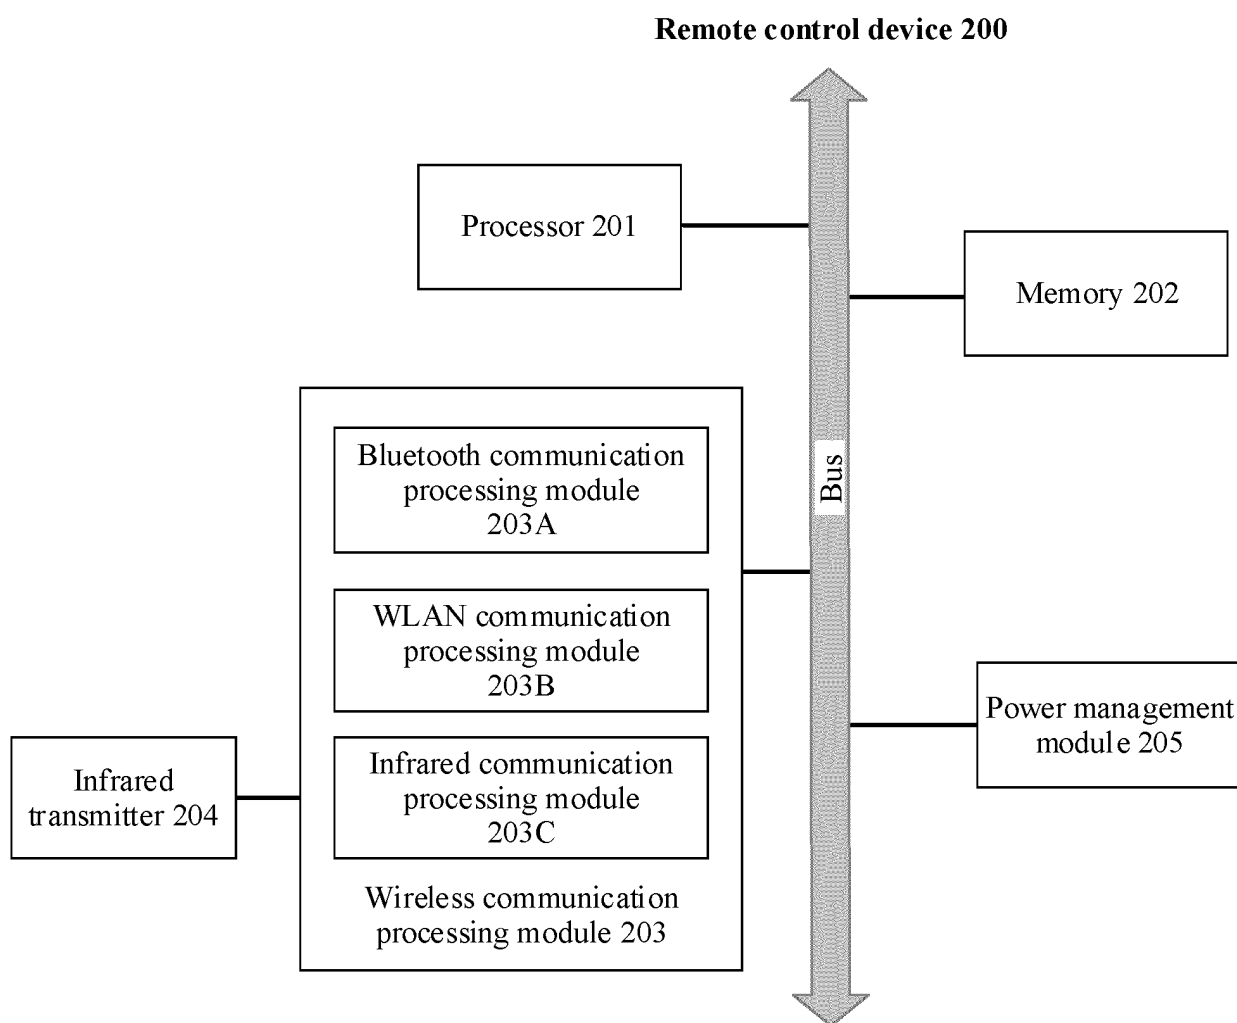 Remote control device 200
Processor 201
Memory 202
Bluetooth communication
processing module
203A
Bus
WLAN communication
processing module
203B
Power management
module 205
Infrared communication
processing module
203C
Infrared
transmitter 204
Wireless communication
processing module 203